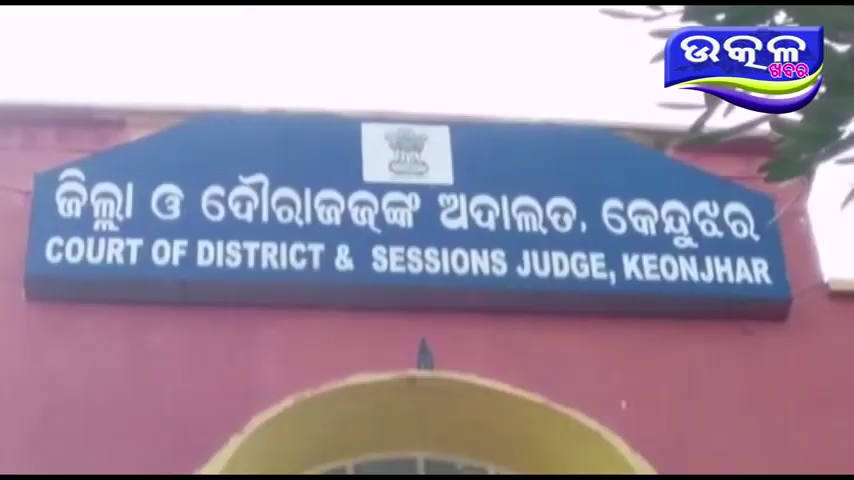 ଉତ୍କଳ
ଖବର
ଜିଲ୍ଲା ଓ ଦୌରାଜଜ୍‌ଙ୍କ ଅଦାଲତ, କେନ୍ଦୁଝର
COURT OF DISTRICT & SESSIONS JUDGE, KEONJHAR